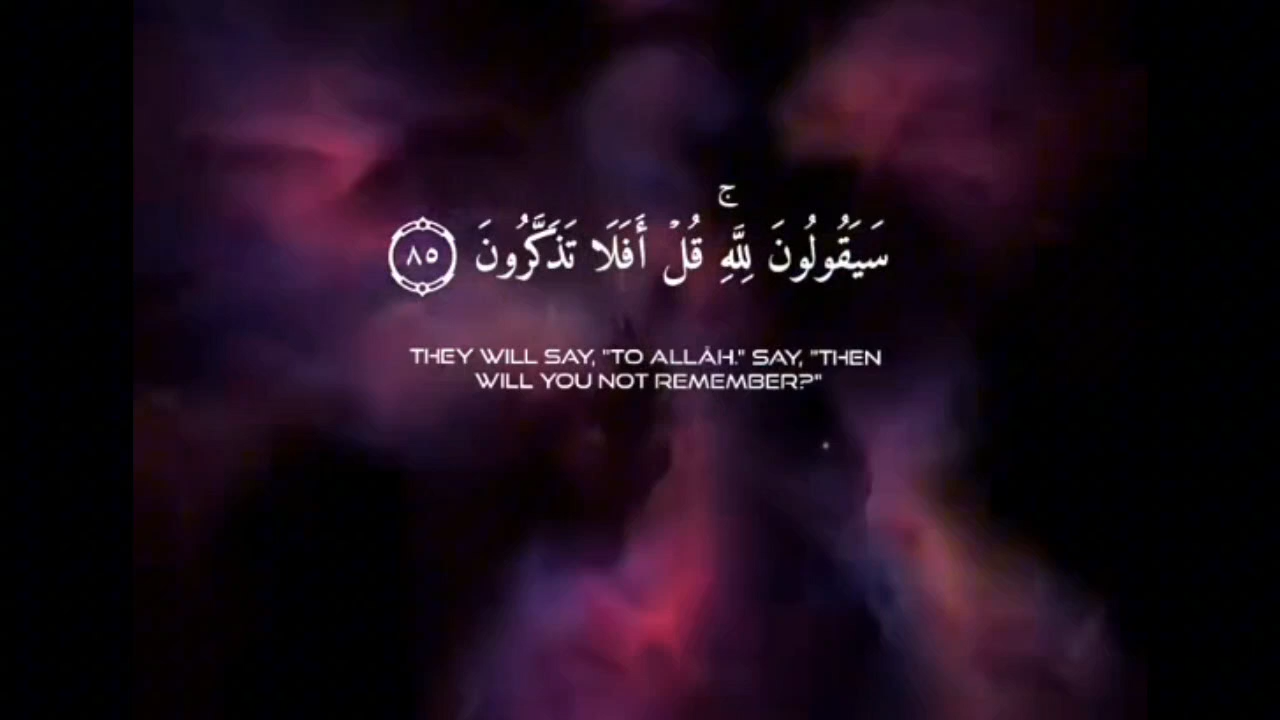 سَيَقُولُونَ لِلَّهِ ۚ قُلۡ أَفَلَا تَذَكَّرُونَ ٨٥
THEY WILL SAY, "TO ALLĀH." SAY, "THEN
WILL YOU NOT REMEMBER?"